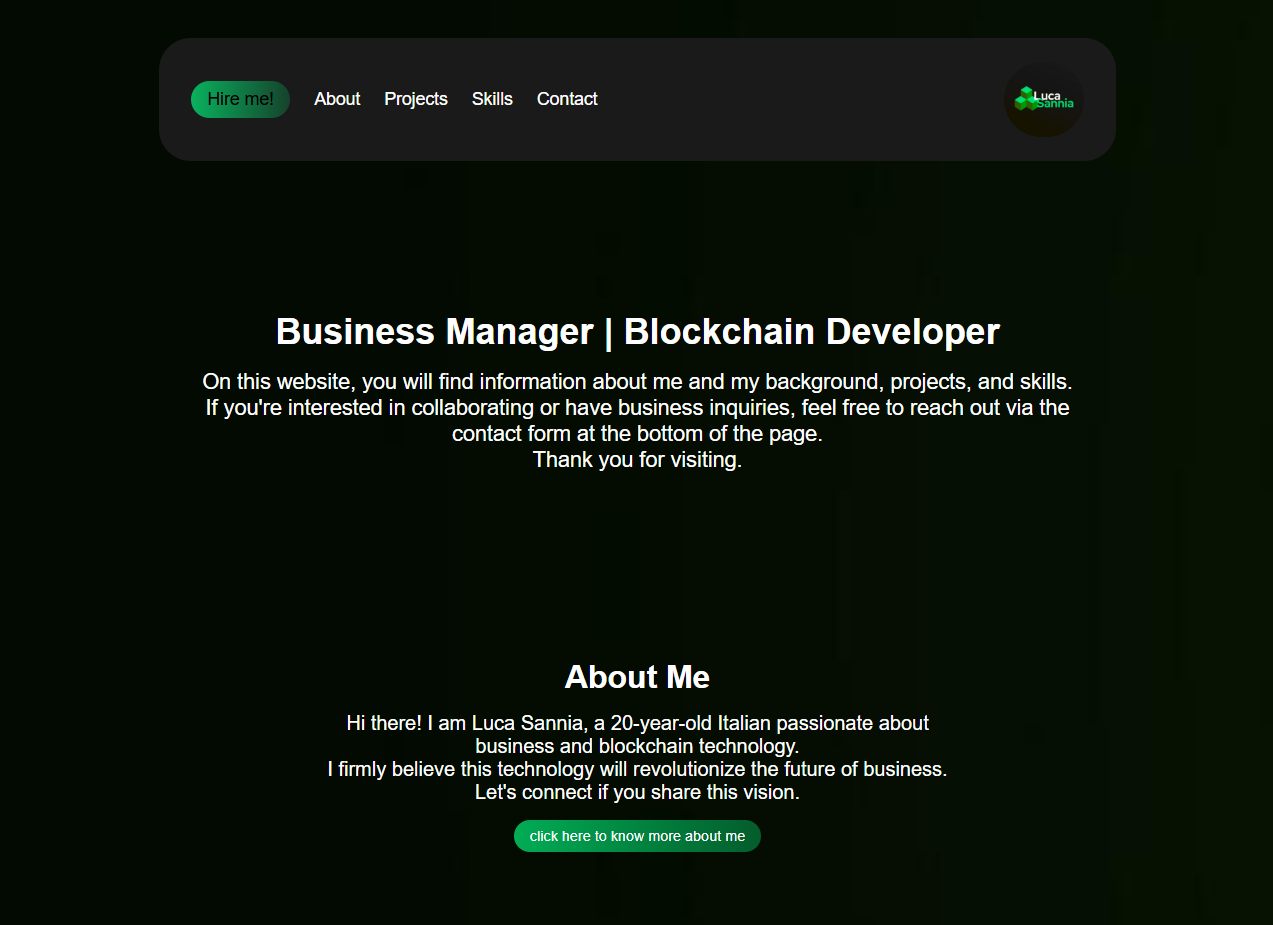 Hire me! About Projects Skills Contact
Luca
Sannia
Business Manager | Blockchain Developer
On this website, you will find information about me and my background, projects, and skills.
If you're interested in collaborating or have business inquiries, feel free to reach out via the
contact form at the bottom of the page.
Thank you for visiting.
About Me
Hi there! I am Luca Sannia, a 20-year-old Italian passionate about
business and blockchain technology.
I firmly believe this technology will revolutionize the future of business.
Let's connect if you share this vision.
click here to know more about me